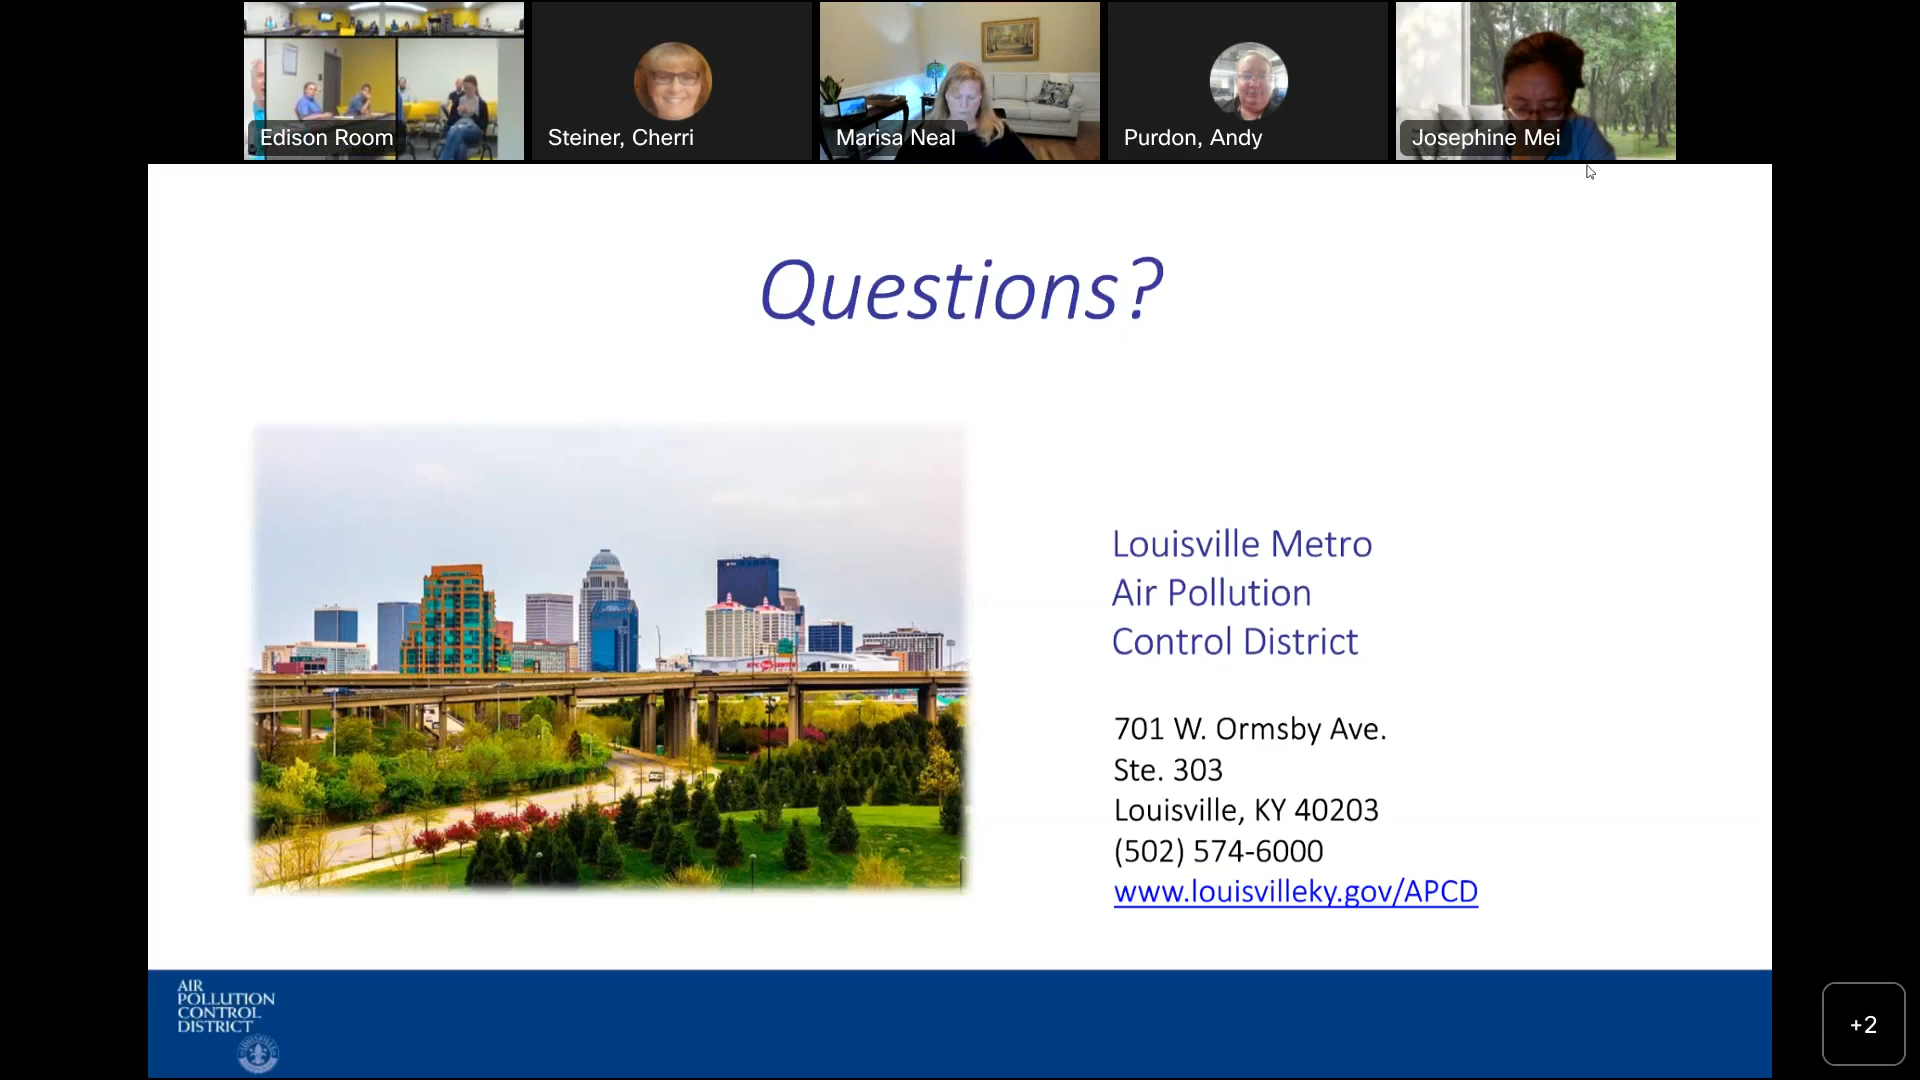 Edison Room
Steiner, Cherri
Marisa Neal
Purdon, Andy
Josephine Mei
Questions?
Louisville Metro
Air Pollution
Control District
701 W. Ormsby Ave.
Ste. 303
Louisville, KY 40203
(502) 574-6000
www.louisvilleky.gov/APCD
AIR
POLLUTION
CONTROL
DISTRICT
LOUISVILLE
+2